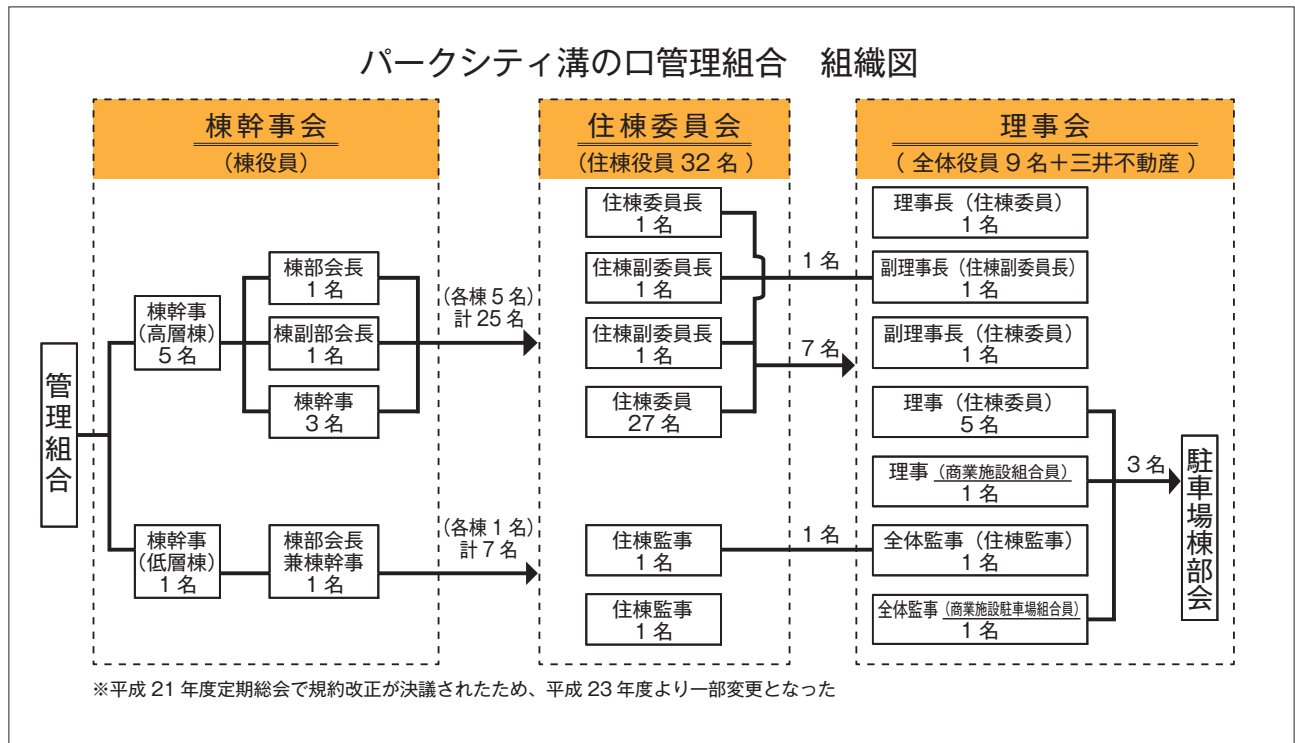 パークシティ溝の口管理組合　組織図
棟幹事会
(棟役員)
住棟委員会
(住棟役員 32 名)
理事会
( 全体役員 9 名＋三井不動産 )
管理組合
棟幹事
(高層棟)
5 名
棟部会長
1 名
棟副部会長
1 名
棟幹事
3 名
(各棟 5 名)
計 25 名
棟幹事
(低層棟)
1 名
棟部会長
兼棟幹事
1 名
(各棟 1 名)
計 7 名
住棟委員長
1 名
住棟副委員長
1 名
住棟副委員長
1 名
住棟委員
27 名
住棟監事
1 名
住棟監事
1 名
1 名
7 名
1 名
理事長（住棟委員）
1 名
副理事長（住棟副委員長）
1 名
副理事長（住棟委員）
1 名
理事（住棟委員）
5 名
理事 (商業施設組合員)
1 名
全体監事（住棟監事）
1 名
全体監事 (商業施設駐車場組合員)
1 名
3 名
駐車場棟部会
※平成 21 年度定期総会で規約改正が決議されたため、平成 23 年度より一部変更となった